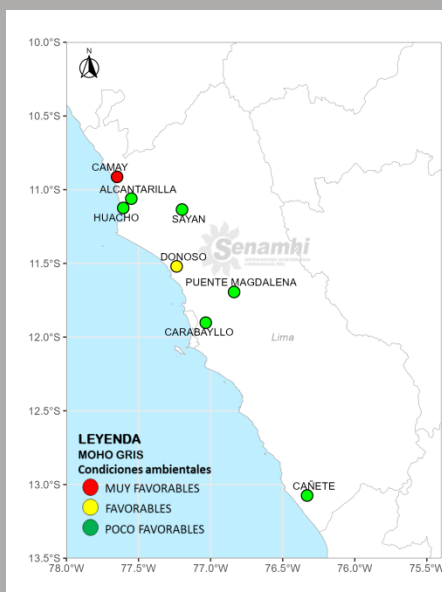 N
10.0°S
10.5°S
11.0°S
11.5°S
12.0°S
12.5°S
13.0°S
13.5°S
CAMAY
ALCANTARILLA
HUACHO
SAYAN
Senamhi
DONOSO
PUENTE MAGDALENA
CARABAYLLO
Lima
CAÑETE
LEYENDA
MOHO GRIS
Condiciones ambientales
MUY FAVORABLES
FAVORABLES
POCO FAVORABLES
78.0°W 77.5°W 77.0°W 76.5°W 76.0°W 75.5°W